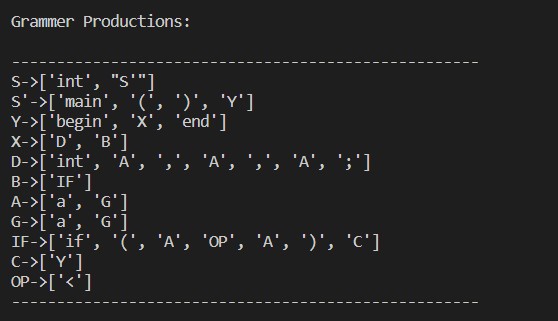 Grammer Productions:
----------------------------------------------------
S->['int', "S'"]
S'->['main', '(', ')', 'Y']
Y->['begin', 'X', 'end']
X->['D', 'B']
D->['int', 'A', ',', 'A', ',', 'A', ';']
B->['IF']
A->['a', 'G']
G->['a', 'G']
IF->['if', '(', 'A', 'OP', 'A', ')', 'C']
C->['Y']
OP->['<']
----------------------------------------------------